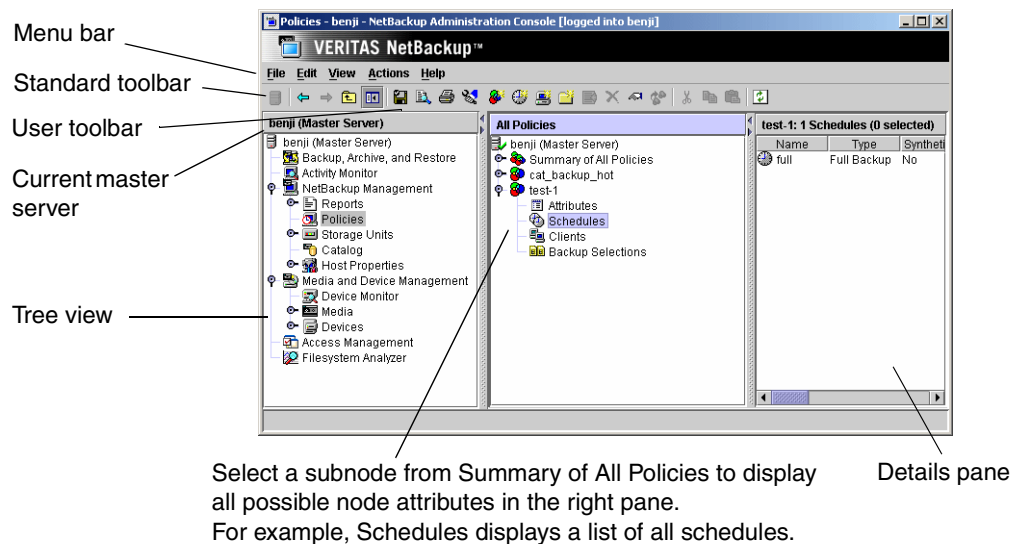 Policies - benji - NetBackup Administration Console [logged into benji]
VERITAS NetBackup™
File Edit View Actions Help
Menu bar
Standard toolbar
User toolbar
Current master
server
Tree view
benji (Master Server)
benji (Master Server)
Backup, Archive, and Restore
Activity Monitor
NetBackup Management
Reports
Policies
Storage Units
Catalog
Host Properties
Media and Device Management
Device Monitor
Media
Devices
Access Management
Filesystem Analyzer
All Policies
benji (Master Server)
Summary of All Policies
cat_backup_hot
test-1
Attributes
Schedules
Clients
Backup Selections
test-1: 1 Schedules (0 selected)
Name Type Syntheti
full Full Backup No
Select a subnode from Summary of All Policies to display
all possible node attributes in the right pane.
For example, Schedules displays a list of all schedules.
Details pane